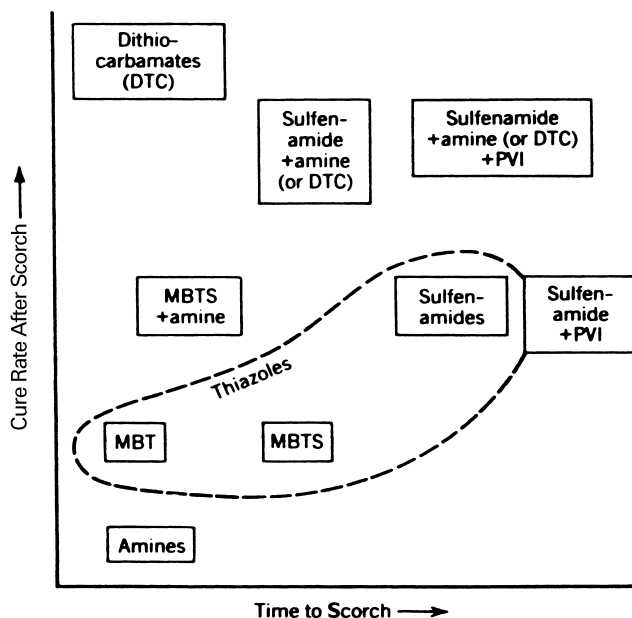 Dithio-
carbamates
(DTC)
Sulfen-
amide
+amine
(or DTC)
Sulfenamide
+amine (or DTC)
+PVI
MBTS
+amine
Sulfen-
amides
Sulfen-
amide
+PVI
Thiazoles
MBT
MBTS
Amines
Cure Rate After Scorch
Time to Scorch